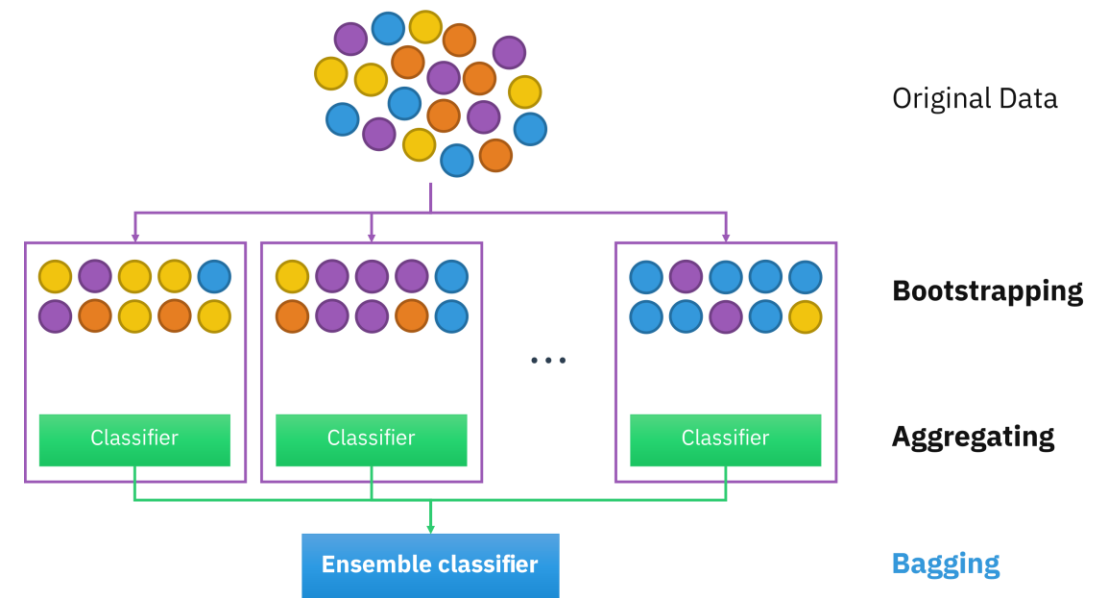 Original Data
Bootstrapping
...
Classifier
Classifier
Classifier
Aggregating
Ensemble classifier
Bagging